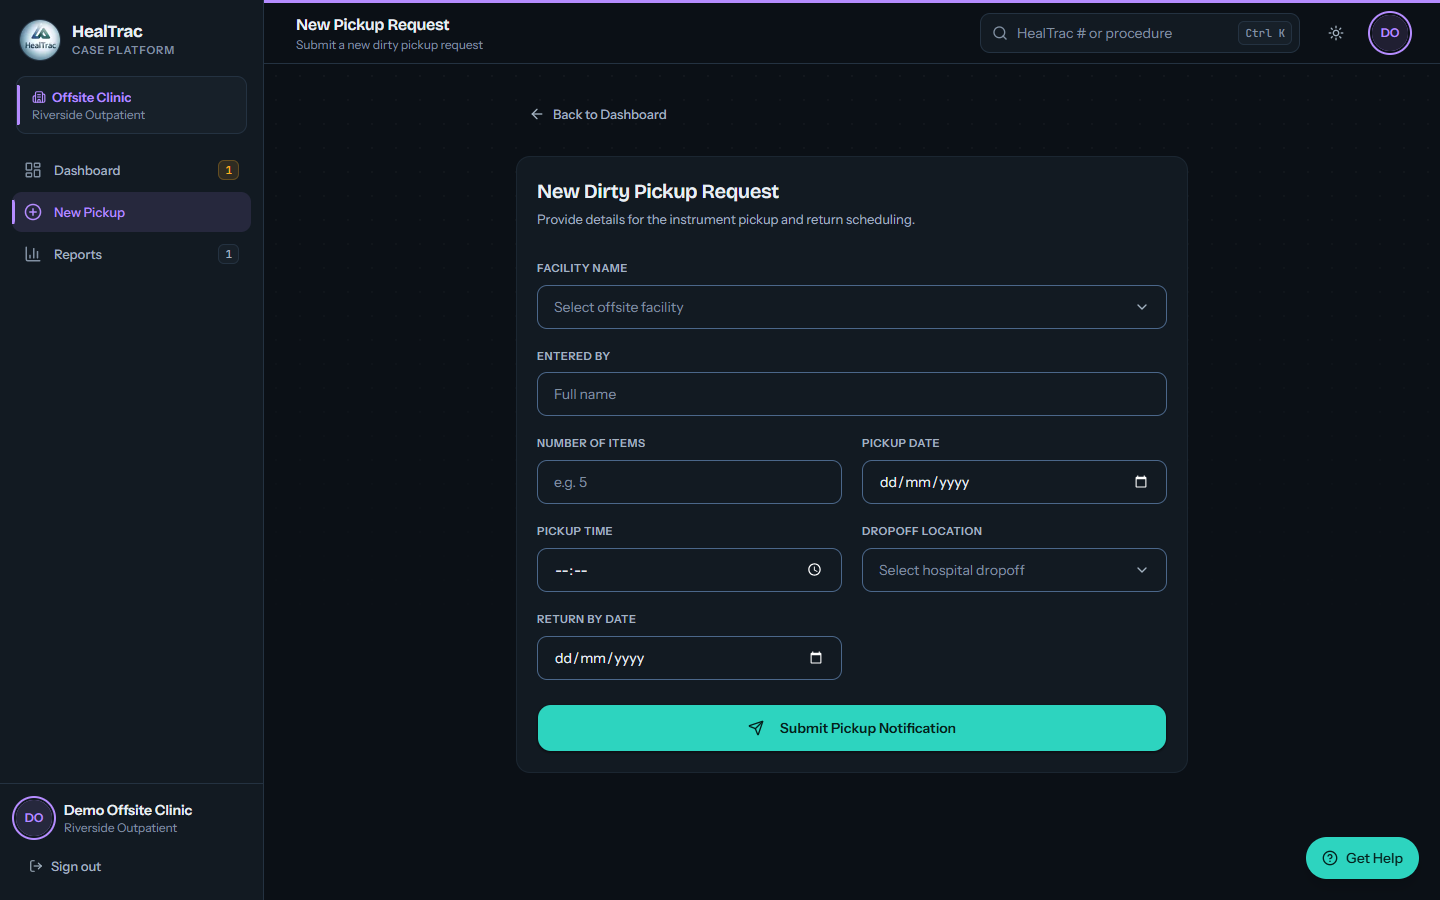 HealTrac
HealTrac
CASE PLATFORM
Offsite Clinic
Riverside Outpatient
Dashboard 1
New Pickup
Reports 1
Demo Offsite Clinic
DO
Riverside Outpatient
Sign out
New Pickup Request
Submit a new dirty pickup request
HealTrac # or procedure Ctrl K
DO
Back to Dashboard
New Dirty Pickup Request
Provide details for the instrument pickup and return scheduling.
FACILITY NAME
Select offsite facility
ENTERED BY
Full name
NUMBER OF ITEMS PICKUP DATE
e.g. 5 dd/mm/yyyy
PICKUP TIME DROPOFF LOCATION
--:-- Select hospital dropoff
RETURN BY DATE
dd/mm/yyyy
Submit Pickup Notification
Get Help